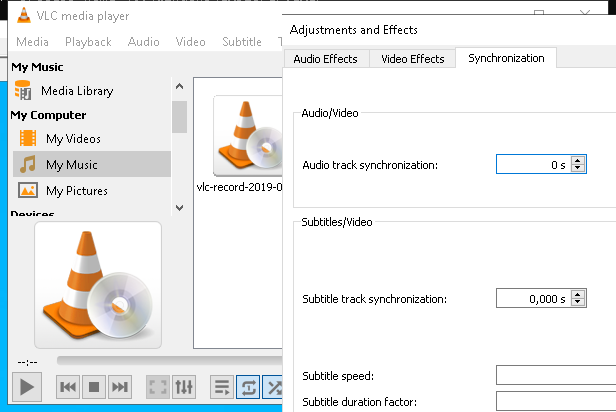 VLC media player
Media Playback Audio Video Subtitle
My Music
Media Library
My Computer
My Videos
My Music
My Pictures
Devices
vlc-record-2019-0
--:--
Adjustments and Effects
Audio Effects Video Effects Synchronization
Audio/Video
Audio track synchronization: 0 s
Subtitles/Video
Subtitle track synchronization: 0,000 s
Subtitle speed:
Subtitle duration factor: